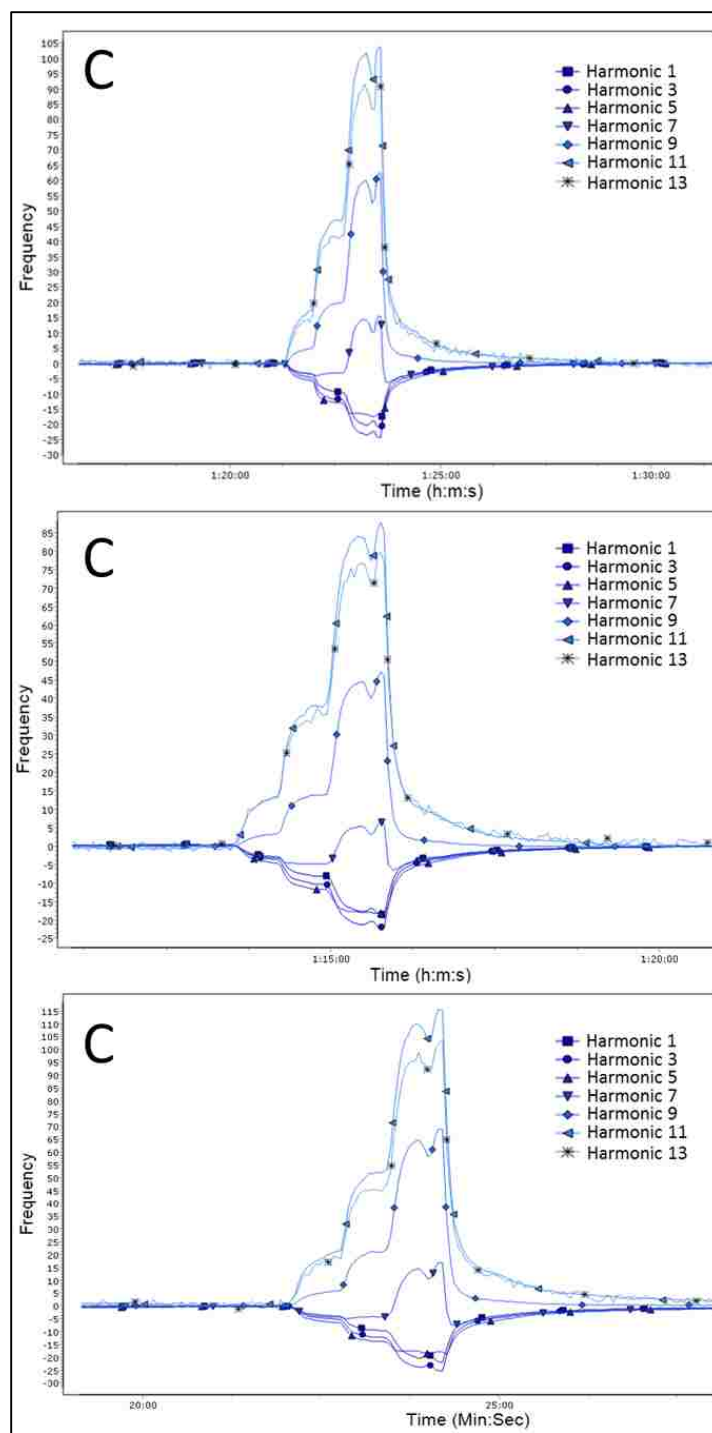 C
Harmonic 1
Harmonic 3
Harmonic 5
Harmonic 7
Harmonic 9
Harmonic 11
Harmonic 13
Frequency
105
100
95
90
85
80
75
70
65
60
55
50
45
40
35
30
25
20
15
10
5
0
-5
-10
-15
-20
-25
-30
1:20:00 1:25:00 1:30:00
Time (h:m:s)
C
Harmonic 1
Harmonic 3
Harmonic 5
Harmonic 7
Harmonic 9
Harmonic 11
Harmonic 13
Frequency
85
80
75
70
65
60
55
50
45
40
35
30
25
20
15
10
5
0
-5
-10
-15
-20
-25
1:15:00 1:20:00
Time (h:m:s)
C
Harmonic 1
Harmonic 3
Harmonic 5
Harmonic 7
Harmonic 9
Harmonic 11
Harmonic 13
Frequency
115
110
105
100
95
90
85
80
75
70
65
60
55
50
45
40
35
30
25
20
15
10
5
0
-5
-10
-15
-20
-25
-30
20:00 25:00
Time (Min:Sec)